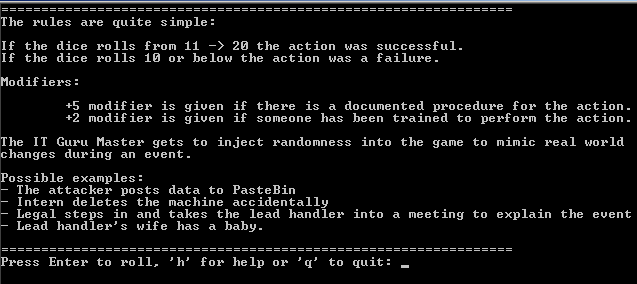 ================================================================
The rules are quite simple:
If the dice rolls from 11 -> 20 the action was successful.
If the dice rolls 10 or below the action was a failure.
Modifiers:
+5 modifier is given if there is a documented procedure for the action.
+2 modifier is given if someone has been trained to perform the action.
The IT Guru Master gets to inject randomness into the game to mimic real world
changes during an event.
Possible examples:
- The attacker posts data to PasteBin
- Intern deletes the machine accidentally
- Legal steps in and takes the lead handler into a meeting to explain the event
- Lead handler's wife has a baby.
================================================================
Press Enter to roll, 'h' for help or 'q' to quit: _